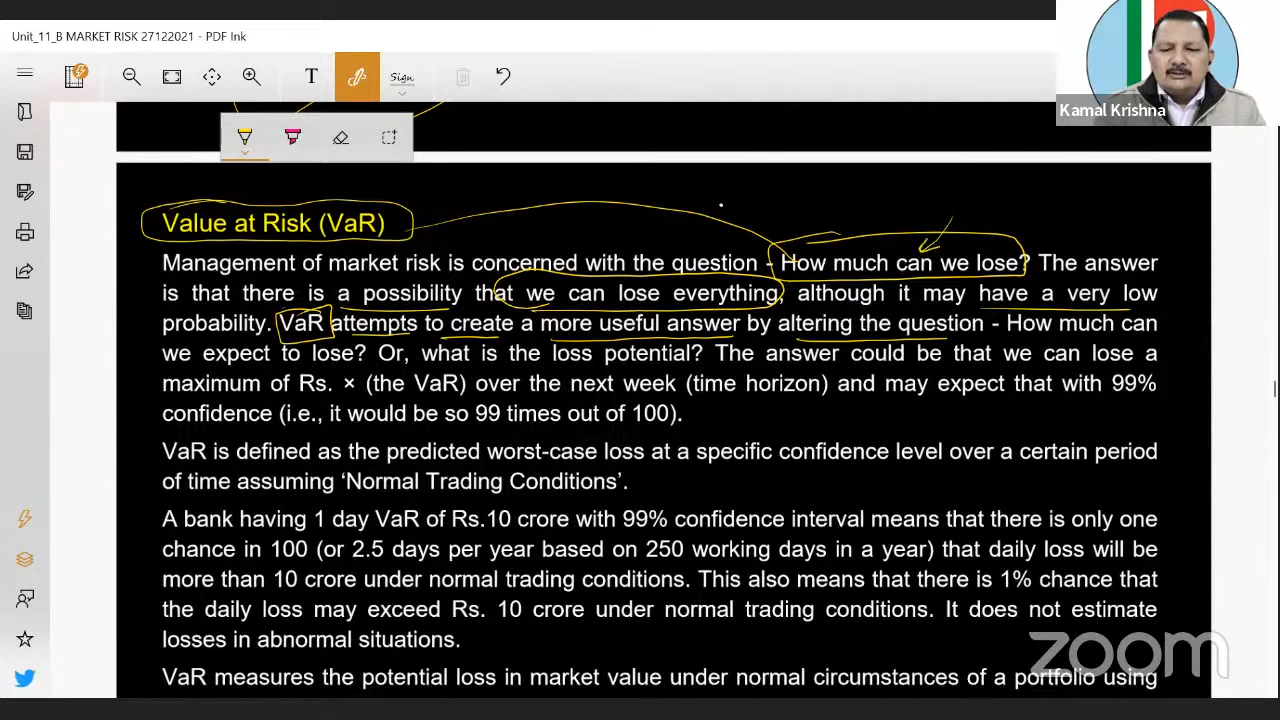 Unit_11_B MARKET RISK 27122021 - PDF Ink
T
Sign
Kamal Krishna
Value at Risk (VaR)
Management of market risk is concerned with the question - How much can we lose? The answer
is that there is a possibility that we can lose everything, although it may have a very low
probability. VaR attempts to create a more useful answer by altering the question - How much can
we expect to lose? Or, what is the loss potential? The answer could be that we can lose a
maximum of Rs. × (the VaR) over the next week (time horizon) and may expect that with 99%
confidence (i.e., it would be so 99 times out of 100).
VaR is defined as the predicted worst-case loss at a specific confidence level over a certain period
of time assuming ‘Normal Trading Conditions’.
A bank having 1 day VaR of Rs.10 crore with 99% confidence interval means that there is only one
chance in 100 (or 2.5 days per year based on 250 working days in a year) that daily loss will be
more than 10 crore under normal trading conditions. This also means that there is 1% chance that
the daily loss may exceed Rs. 10 crore under normal trading conditions. It does not estimate
losses in abnormal situations.
zoom
VaR measures the potential loss in market value under normal circumstances of a portfolio using